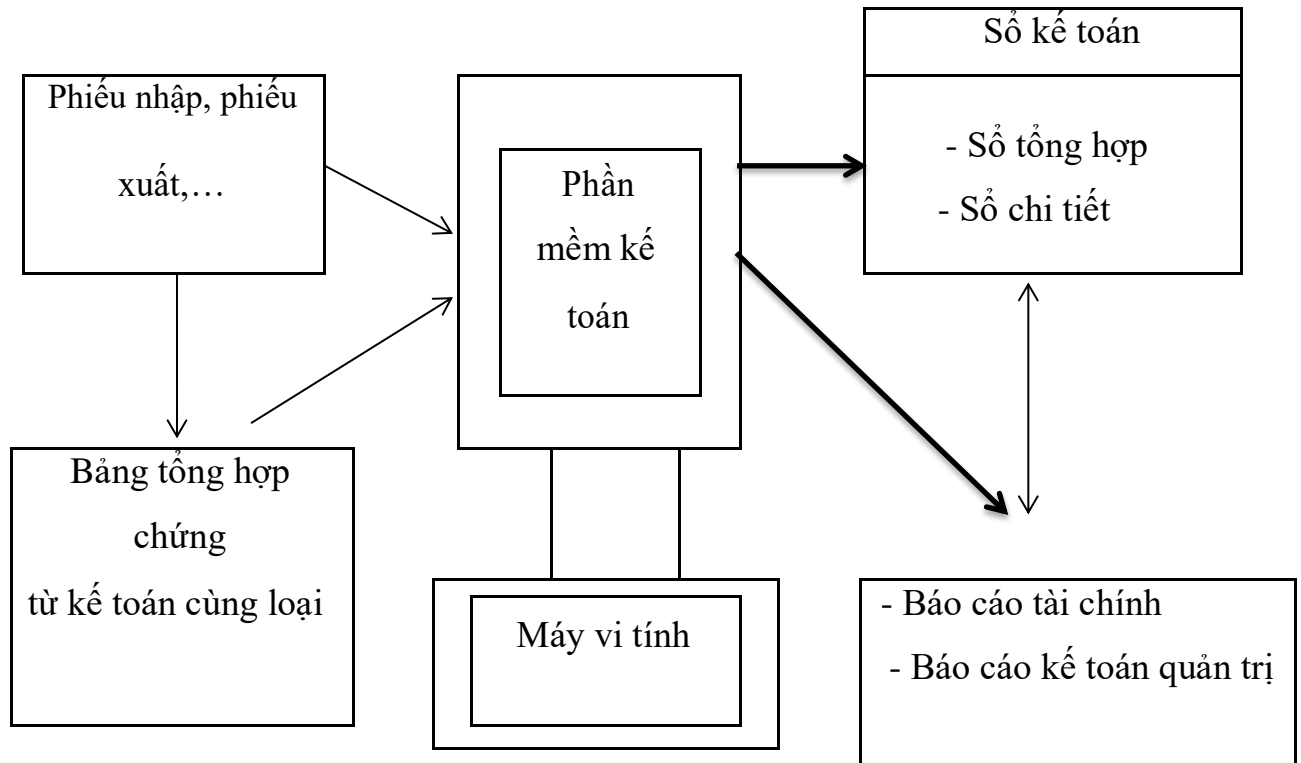 Phiếu nhập, phiếu
xuất,…
Bảng tổng hợp
chứng
từ kế toán cùng loại
Phần
mềm kế
toán
Máy vi tính
Sổ kế toán
- Sổ tổng hợp
- Sổ chi tiết
- Báo cáo tài chính
- Báo cáo kế toán quản trị